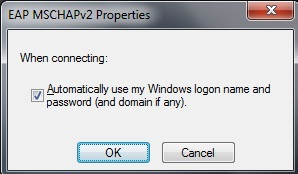 EAP MSCHAPv2 Properties
When connecting:
Automatically use my Windows logon name and
password (and domain if any).
OK
Cancel